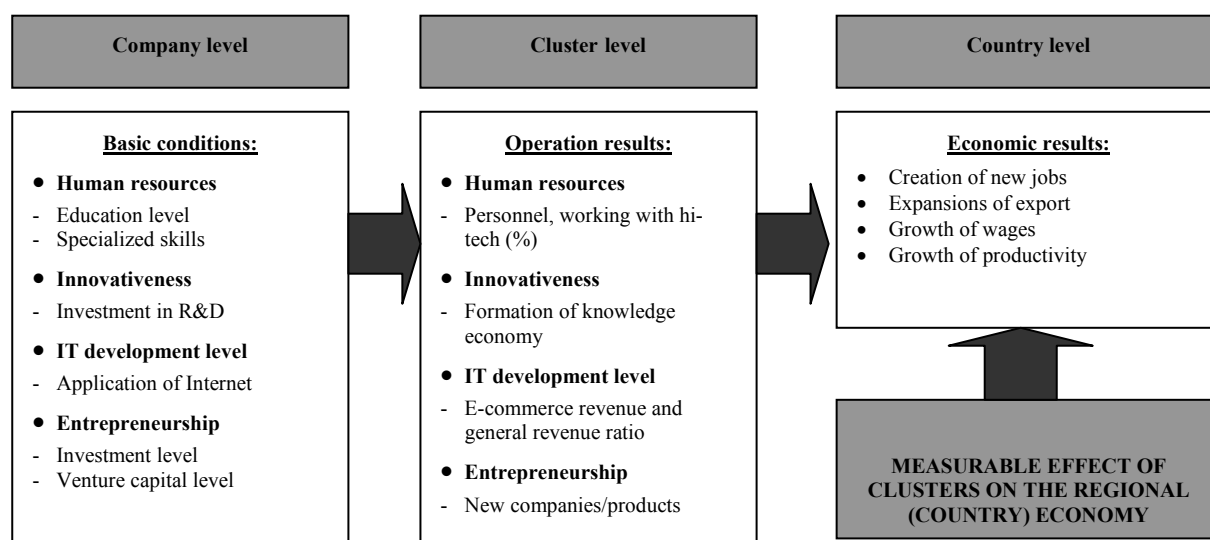 Company level
Cluster level
Country level
Basic conditions:
• Human resources
- Education level
- Specialized skills
• Innovativeness
- Investment in R&D
• IT development level
- Application of Internet
• Entrepreneurship
- Investment level
- Venture capital level
Operation results:
• Human resources
- Personnel, working with hi-
tech (%)
• Innovativeness
- Formation of knowledge
economy
• IT development level
- E-commerce revenue and
general revenue ratio
• Entrepreneurship
- New companies/products
Economic results:
• Creation of new jobs
• Expansions of export
• Growth of wages
• Growth of productivity
MEASURABLE EFFECT OF
CLUSTERS ON THE REGIONAL
(COUNTRY) ECONOMY